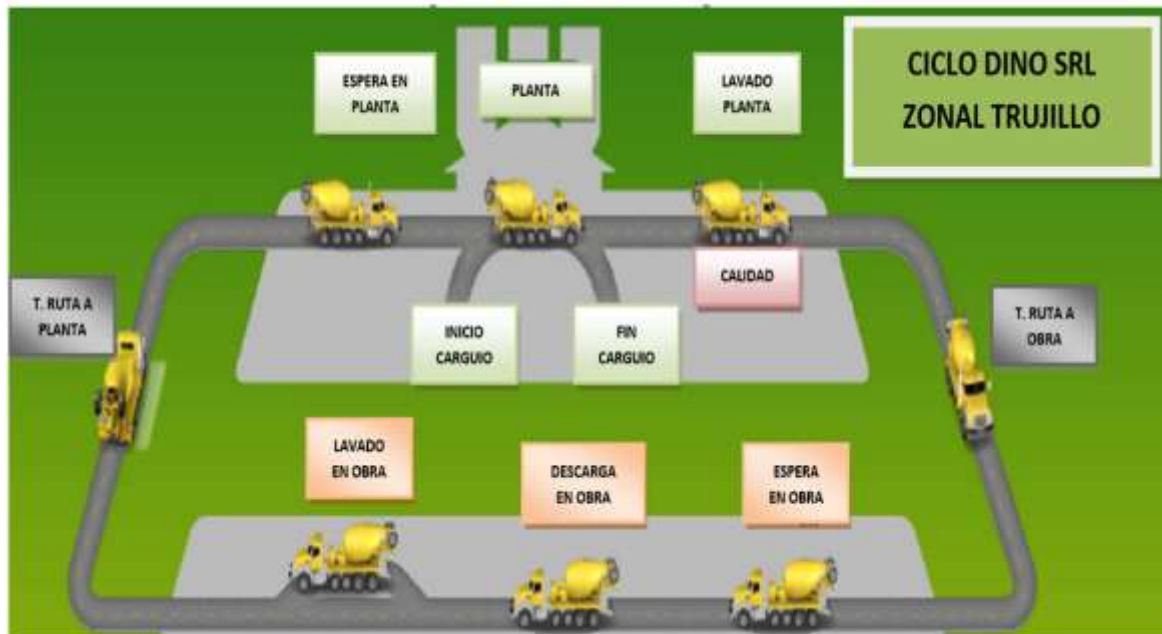 CICLO DINO SRL
ZONAL TRUJILLO
ESPERA EN
PLANTA
PLANTA
LAVADO
PLANTA
CALIDAD
T. RUTA A
PLANTA
INICIO
CARGUIO
FIN
CARGUIO
T. RUTA A
OBRA
LAVADO
EN OBRA
DESCARGA
EN OBRA
ESPERA
EN OBRA